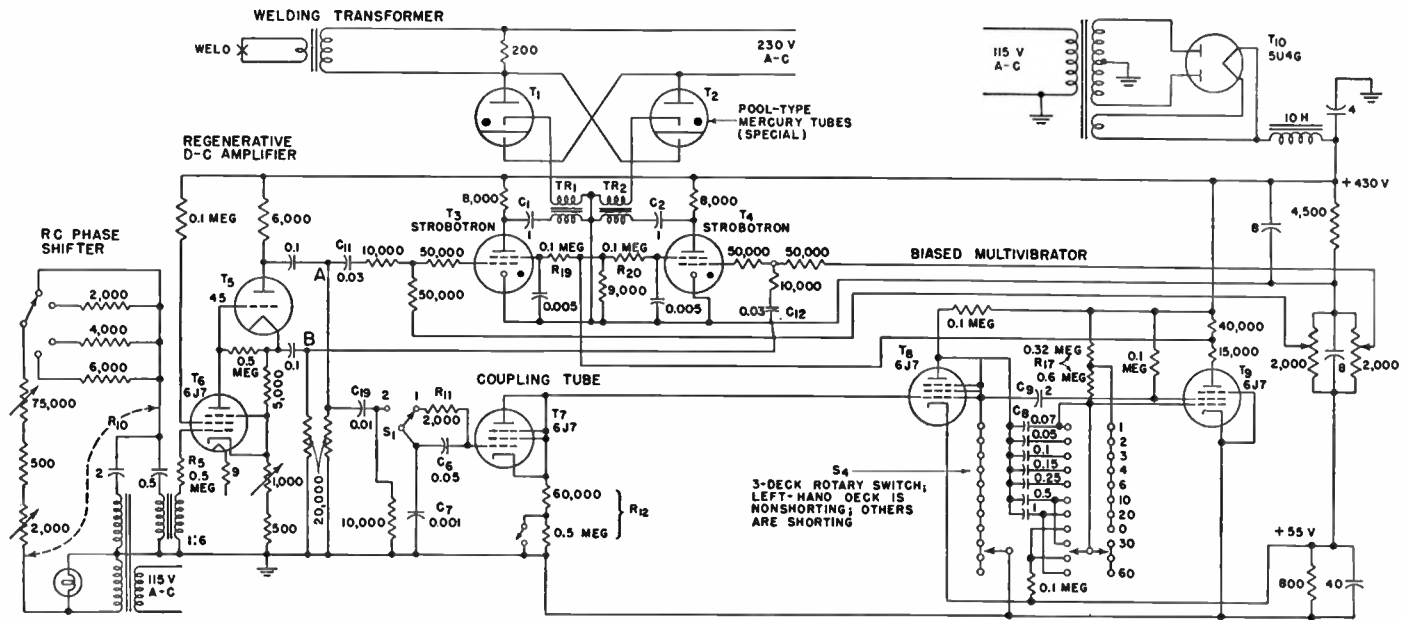 WELDING TRANSFORMER
WELD
200
230 V
A-C
T1
T2
POOL-TYPE
MERCURY TUBES
(SPECIAL)
115 V
A-C
T10
5U4G
4
10 H
+430 V
REGENERATIVE
D-C AMPLIFIER
0.1 MEG
6,000
8,000
C1
1
TR1
TR2
C2
1
8,000
8
4,500
RC PHASE
SHIFTER
2,000
4,000
6,000
75,000
500
2,000
R10
2
0.5
1:6
115 V
A-C
T5
45
0.1
A
C11
0.03
10,000
50,000
50,000
T3
STROBOTRON
0.1 MEG
R19
0.005
9,000
0.1 MEG
R20
0.005
T4
STROBOTRON
50,000
50,000
10,000
0.03
C12
BIASED MULTIVIBRATOR
B
0.5
MEG
0.1
5,000
T6
6J7
R5
0.5
MEG
9
1,000
500
20,000
C19
0.01
2
1
S1
R11
2,000
C6
0.05
10,000
C7
0.001
COUPLING TUBE
T7
6J7
60,000
0.5 MEG
R12
T8
6J7
0.1 MEG
0.32
MEG
R17
0.6
MEG
0.1
MEG
40,000
15,000
T9
6J7
2,000
8
2,000
C9
2
C8
0.07
0.05
0.1
0.15
0.25
0.5
1
1
2
3
4
6
10
20
0
30
60
S4
3-DECK ROTARY SWITCH;
LEFT-HAND DECK IS
NONSHORTING; OTHERS
ARE SHORTING
0.1 MEG
+55 V
800
40